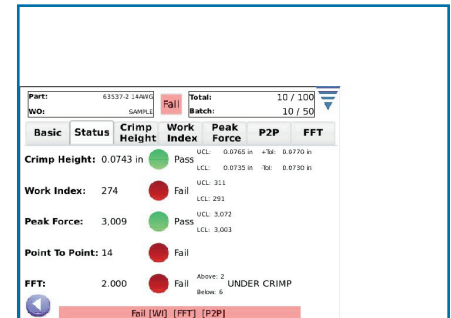 Part: 63537-2 14AWG Fail Total: 10 / 100
WO: SAMPLE Batch: 10 / 50
Basic Status Crimp Height Work Index Peak Force P2P FFT
Crimp Height: 0.0743 in Pass UCL: 0.0765 in +Tol: 0.0770 in
LCL: 0.0735 in -Tol: 0.0730 in
Work Index: 274 Fail UCL: 311
LCL: 291
Peak Force: 3,009 Pass UCL: 3,072
LCL: 3,003
Point To Point: 14 Fail
FFT: 2.000 Fail Above: 2 UNDER CRIMP
Below: 6
Fail [WI] [FFT] [P2P]